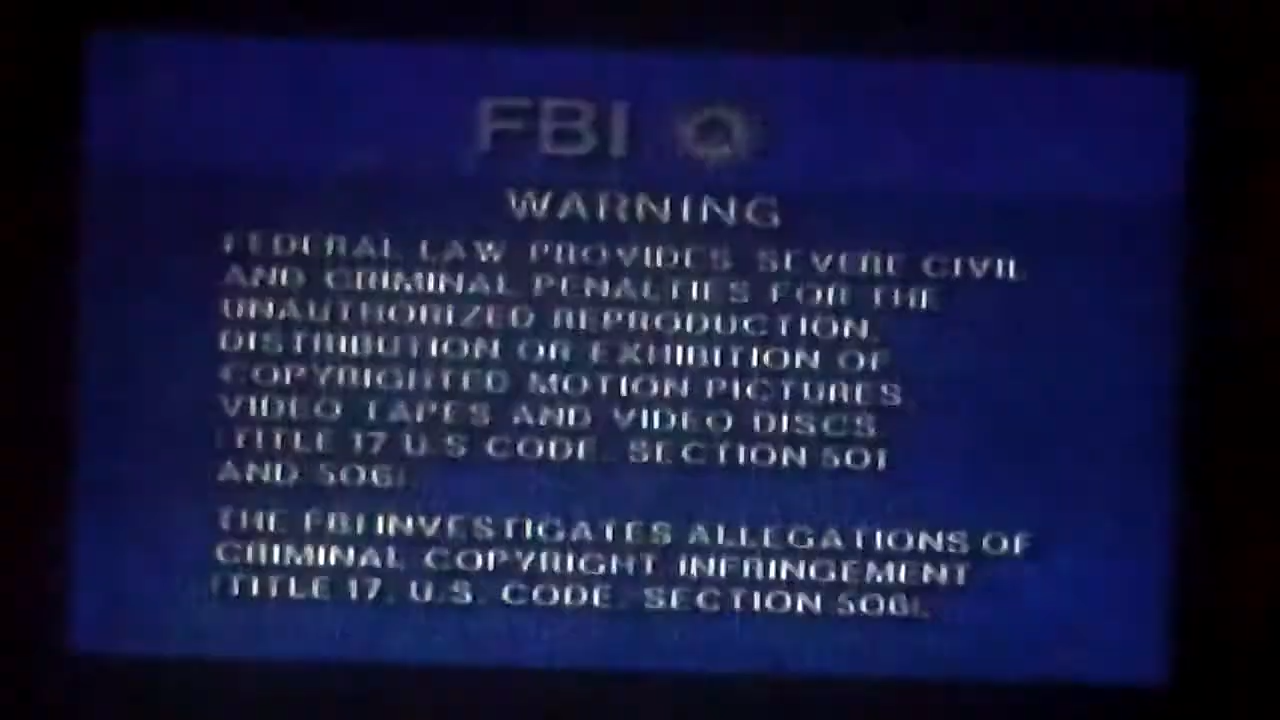 FBI
WARNING
FEDERAL LAW PROVIDES SEVERE CIVIL
AND CRIMINAL PENALTIES FOR THE
UNAUTHORIZED REPRODUCTION,
DISTRIBUTION OR EXHIBITION OF
COPYRIGHTED MOTION PICTURES,
VIDEO TAPES AND VIDEO DISCS
(TITLE 17 U.S CODE, SECTION 501
AND 506).
THE FBI INVESTIGATES ALLEGATIONS OF
CRIMINAL COPYRIGHT INFRINGEMENT
(TITLE 17, U.S. CODE, SECTION 506).